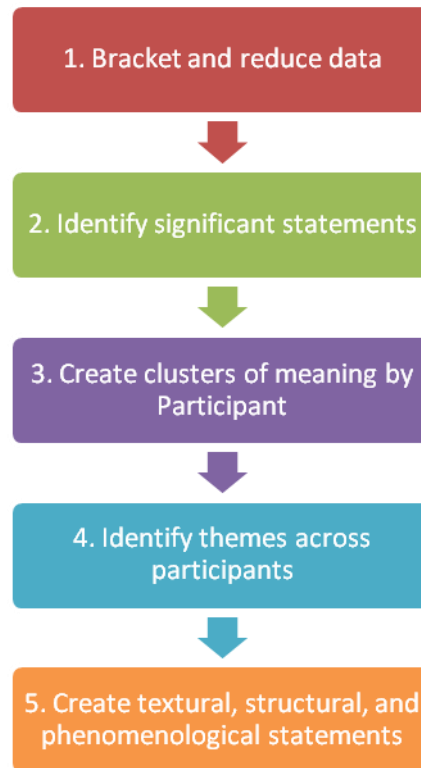 1. Bracket and reduce data
2. Identify significant statements
3. Create clusters of meaning by
Participant
4. Identify themes across
participants
5. Create textural, structural, and
phenomenological statements